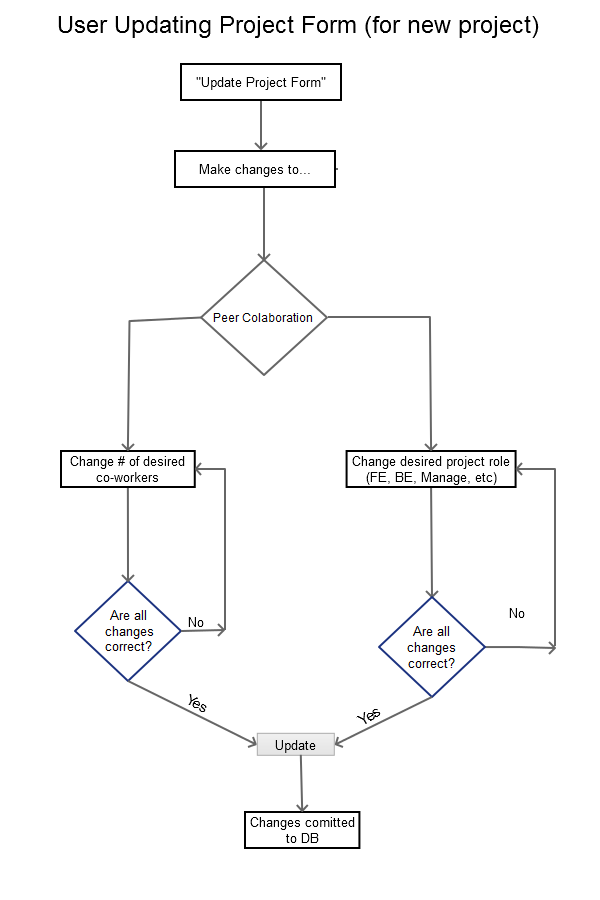 User Updating Project Form (for new project)
"Update Project Form"
Make changes to...
Peer Colaboration
Change # of desired
co-workers
Change desired project role
(FE, BE, Manage, etc)
Are all
changes
correct?
No
Are all
changes
correct?
No
Yes
Yes
Update
Changes comitted
to DB